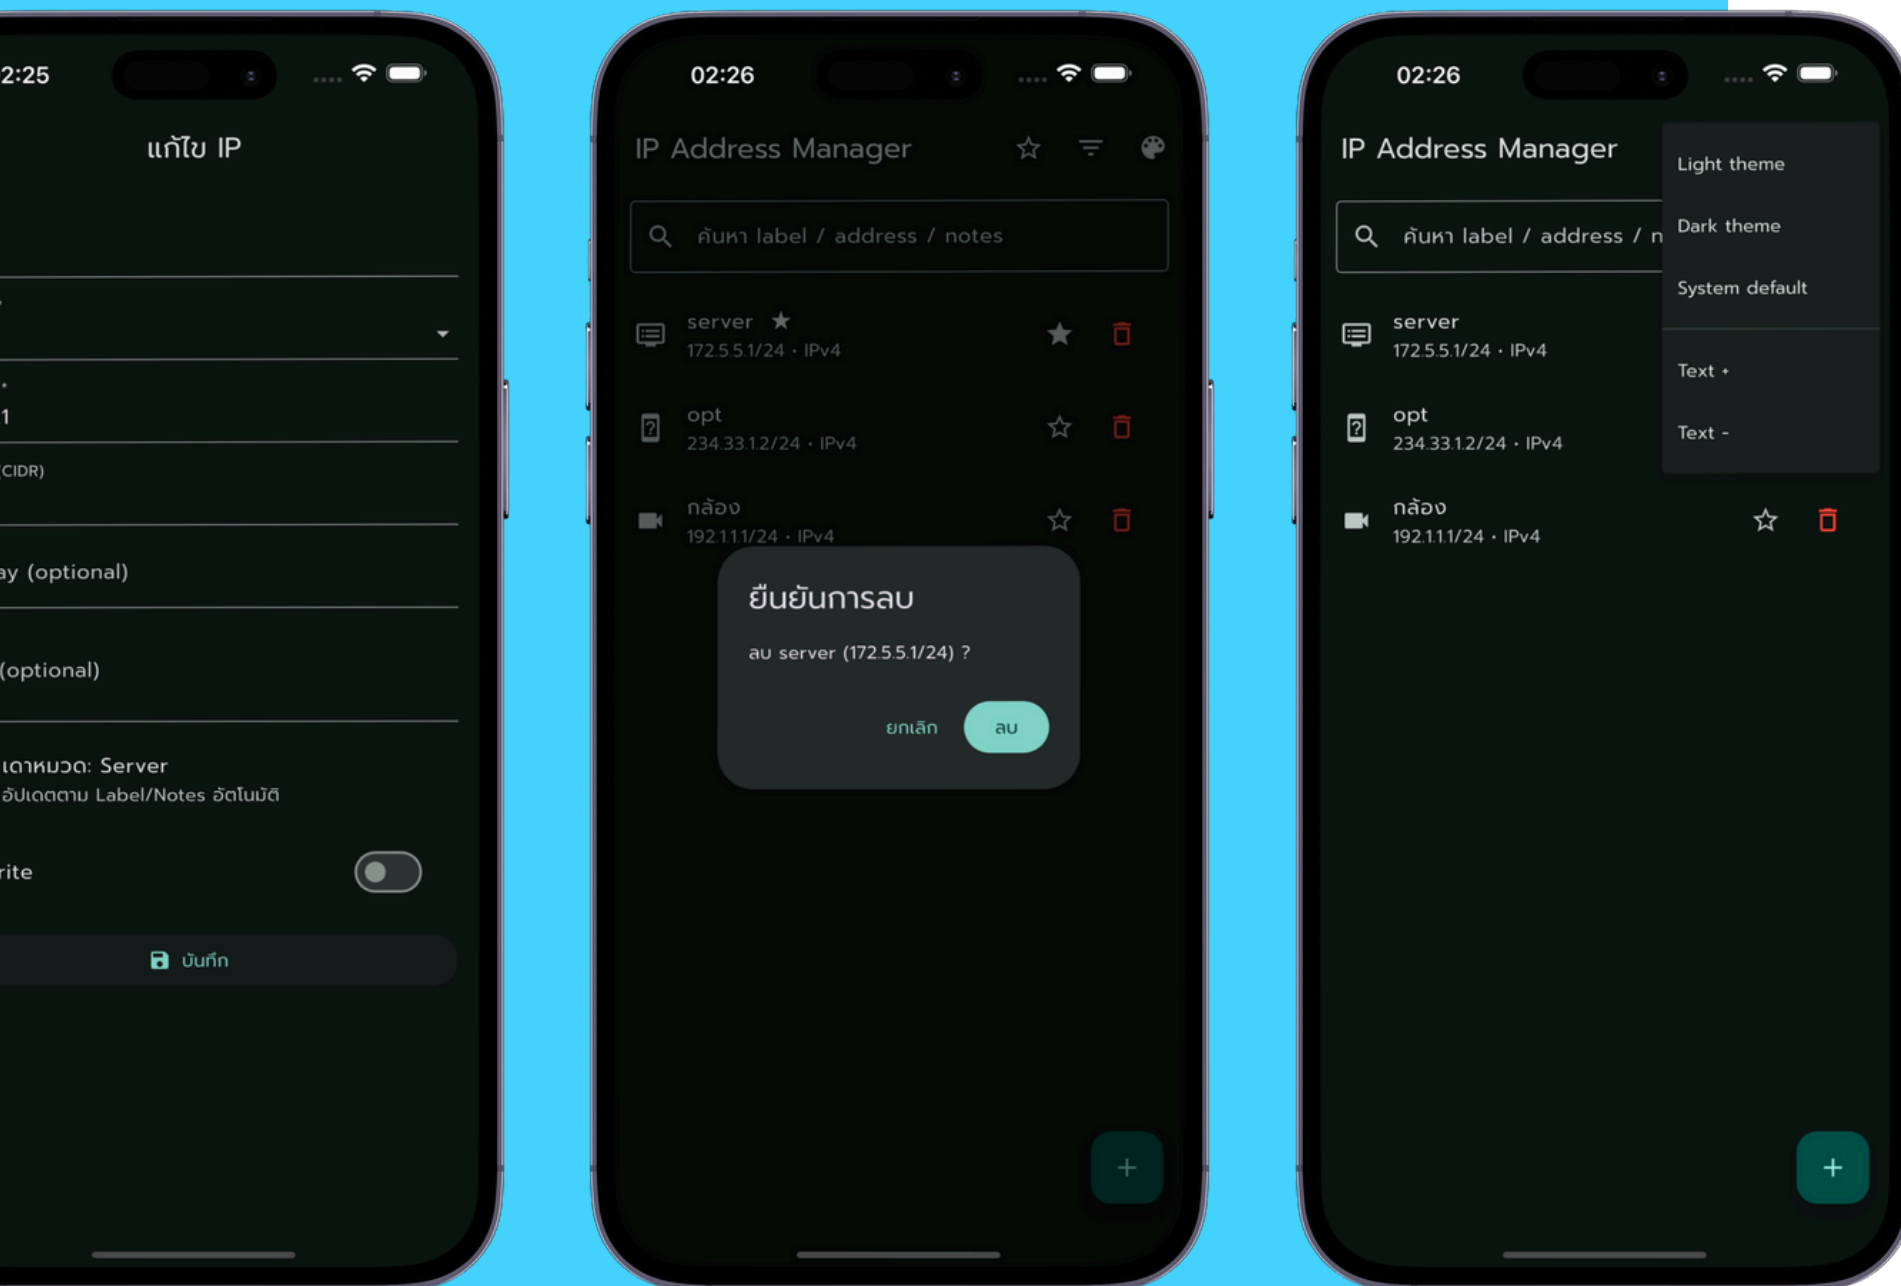 2:25
แก้ไข IP
*
1
(CIDR)
ay (optional)
(optional)
เดาหมวด: Server
อัปเดตตาม Label/Notes อัตโนมัติ
rite
บันทึก
02:26
IP Address Manager
ค้นหา label / address / notes
server ★
172.5.5.1/24 • IPv4
opt
234.33.1.2/24 • IPv4
กล้อง
192.1.1.1/24 • IPv4
ยืนยันการลบ
ลบ server (172.5.5.1/24) ?
ยกเลิก
ลบ
+
02:26
IP Address Manager
ค้นหา label / address / n
Light theme
Dark theme
System default
Text +
Text -
server
172.5.5.1/24 • IPv4
opt
234.33.1.2/24 • IPv4
กล้อง
192.1.1.1/24 • IPv4
+